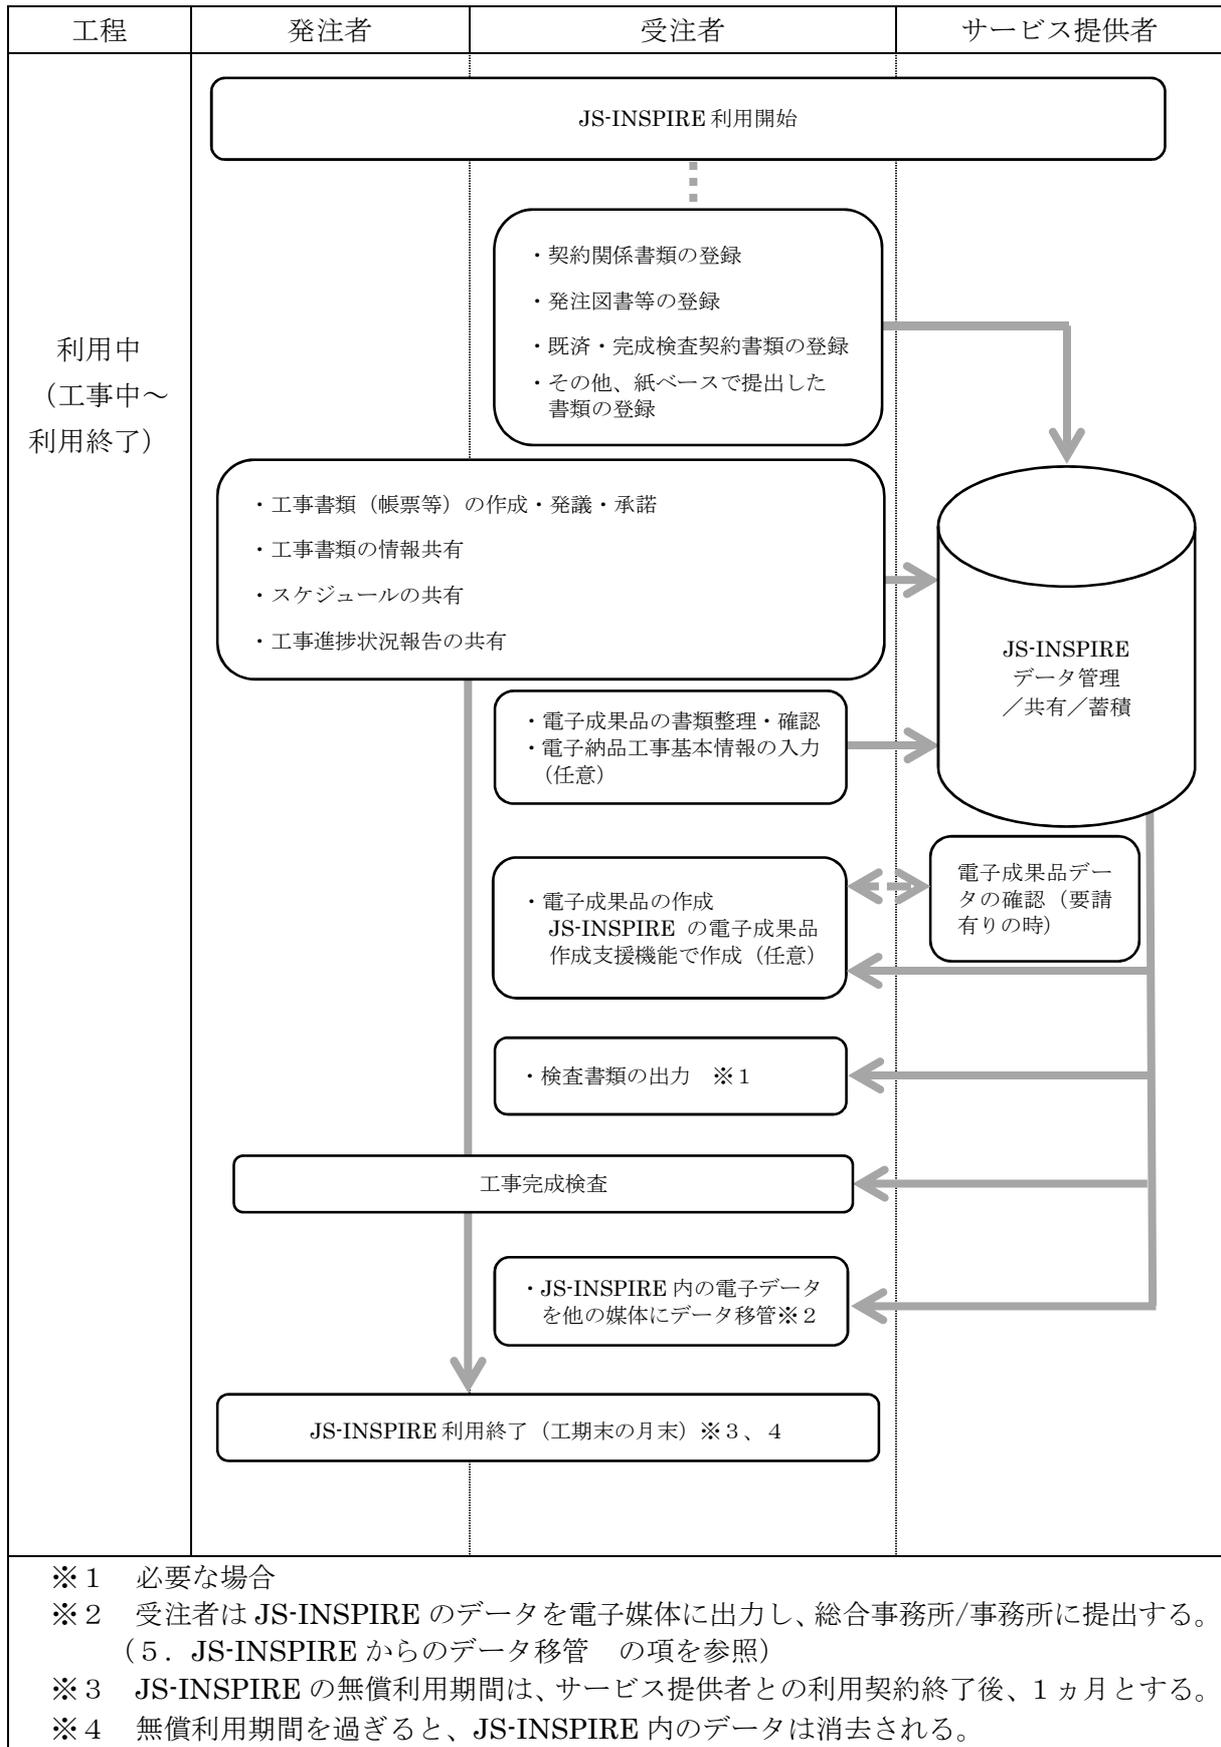 工程 発注者 受注者 サービス提供者
JS-INSPIRE 利用開始
・契約関係書類の登録
・発注図書等の登録
・既済・完成検査契約書類の登録
・その他、紙ベースで提出した
書類の登録
利用中
（工事中～
利用終了）
・工事書類（帳票等）の作成・発議・承諾
・工事書類の情報共有
・スケジュールの共有
・工事進捗状況報告の共有
JS-INSPIRE
データ管理
／共有／蓄積
・電子成果品の書類整理・確認
・電子納品工事基本情報の入力
（任意）
・電子成果品の作成
JS-INSPIRE の電子成果品
作成支援機能で作成（任意）
電子成果品デー
タの確認（要請
有りの時）
・検査書類の出力　※１
工事完成検査
・JS-INSPIRE 内の電子データ
を他の媒体にデータ移管※２
JS-INSPIRE 利用終了（工期末の月末）※３、４
※１　必要な場合
※２　受注者は JS-INSPIRE のデータを電子媒体に出力し、総合事務所/事務所に提出する。
（５．JS-INSPIRE からのデータ移管　の項を参照）
※３　JS-INSPIRE の無償利用期間は、サービス提供者との利用契約終了後、１ヵ月とする。
※４　無償利用期間を過ぎると、JS-INSPIRE 内のデータは消去される。